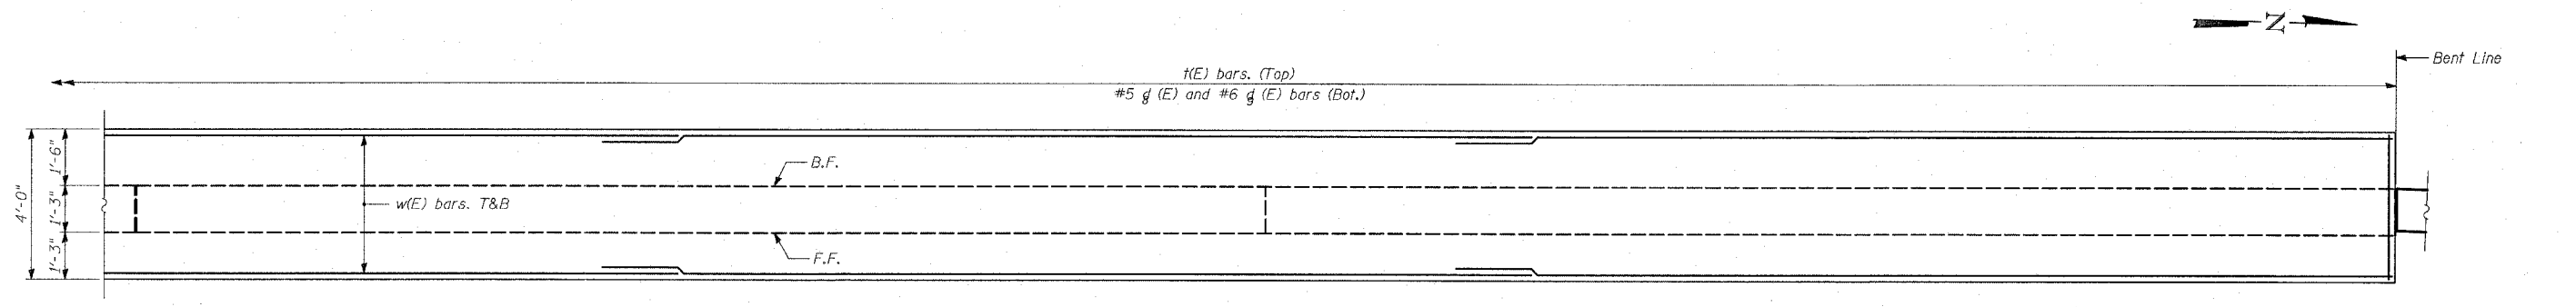 N
Bent Line
t(E) bars. (Top)
#5 d (E) and #6 d (E) bars (Bot.)
4'-0"
1'-6"
1'-3"
1'-3"
B.F.
w(E) bars. T&B
F.F.